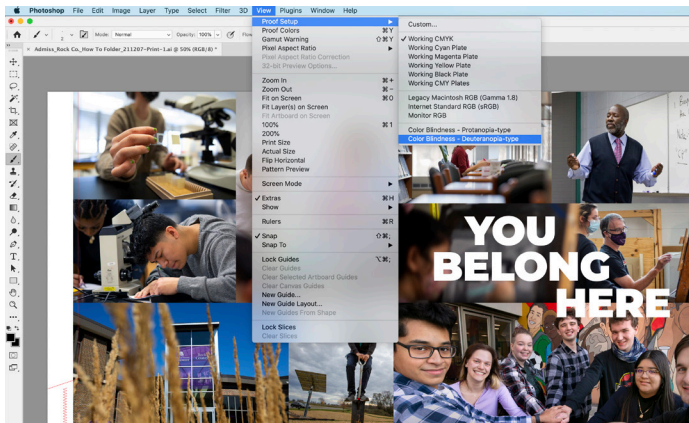 Photoshop File Edit Image Layer Type Select Filter 3D View Plugins Window Help
Mode: Normal Opacity: 100% Flow
× Admiss_Rock Co._How To Folder_211207-Print-1.ai @ 50% (RGB/8) *
Proof Setup
Proof Colors ⌘Y
Gamut Warning ⇧⌘Y
Pixel Aspect Ratio
Pixel Aspect Ratio Correction
32-bit Preview Options...
Zoom In ⌘+
Zoom Out ⌘−
Fit on Screen ⌘0
Fit Layer(s) on Screen
Fit Artboard on Screen
100% ⌘1
200%
Print Size
Actual Size
Flip Horizontal
Pattern Preview
Screen Mode
✓ Extras ⌘H
Show
Rulers ⌘R
✓ Snap ⇧⌘;
Snap To
Lock Guides ⌥⌘;
Clear Guides
Clear Selected Artboard Guides
Clear Canvas Guides
New Guide...
New Guide Layout...
New Guides From Shape
Lock Slices
Clear Slices
Custom...
✓ Working CMYK
Working Cyan Plate
Working Magenta Plate
Working Yellow Plate
Working Black Plate
Working CMY Plates
Legacy Macintosh RGB (Gamma 1.8)
Internet Standard RGB (sRGB)
Monitor RGB
Color Blindness - Protanopia-type
Color Blindness - Deuteranopia-type
YOU
BELONG
HERE